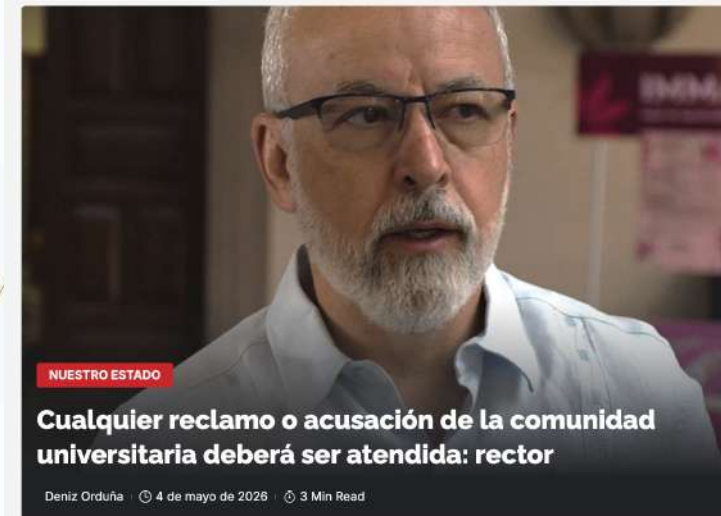 IMM
NUESTRO ESTADO
Cualquier reclamo o acusación de la comunidad
universitaria deberá ser atendida: rector
Deniz Orduña 4 de mayo de 2026 3 Min Read